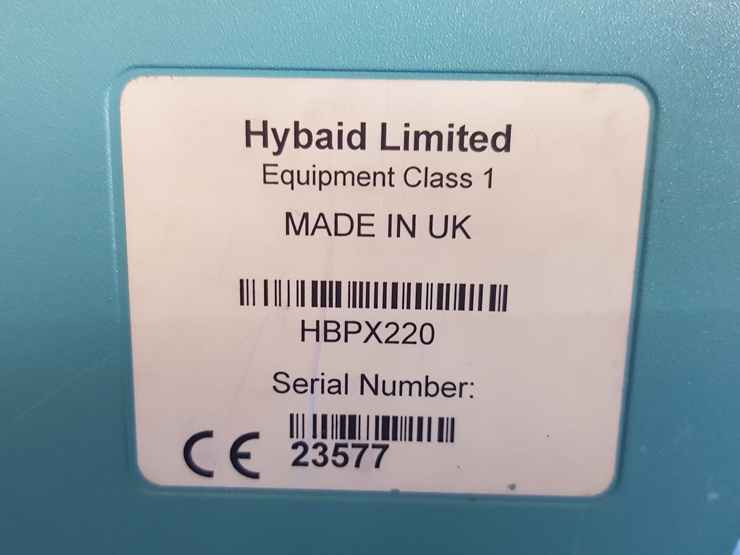 Hybaid Limited
Equipment Class 1
MADE IN UK
HBPX220
Serial Number:
CE 23577